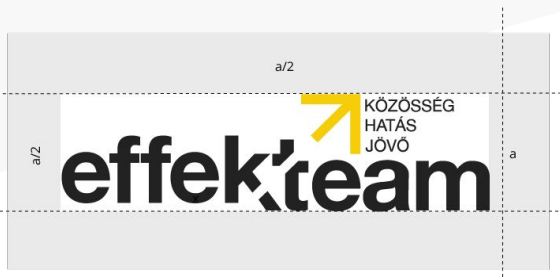 a/2
KÖZÖSSÉG
HATÁS
JÖVŐ
a/2
effekteam
a